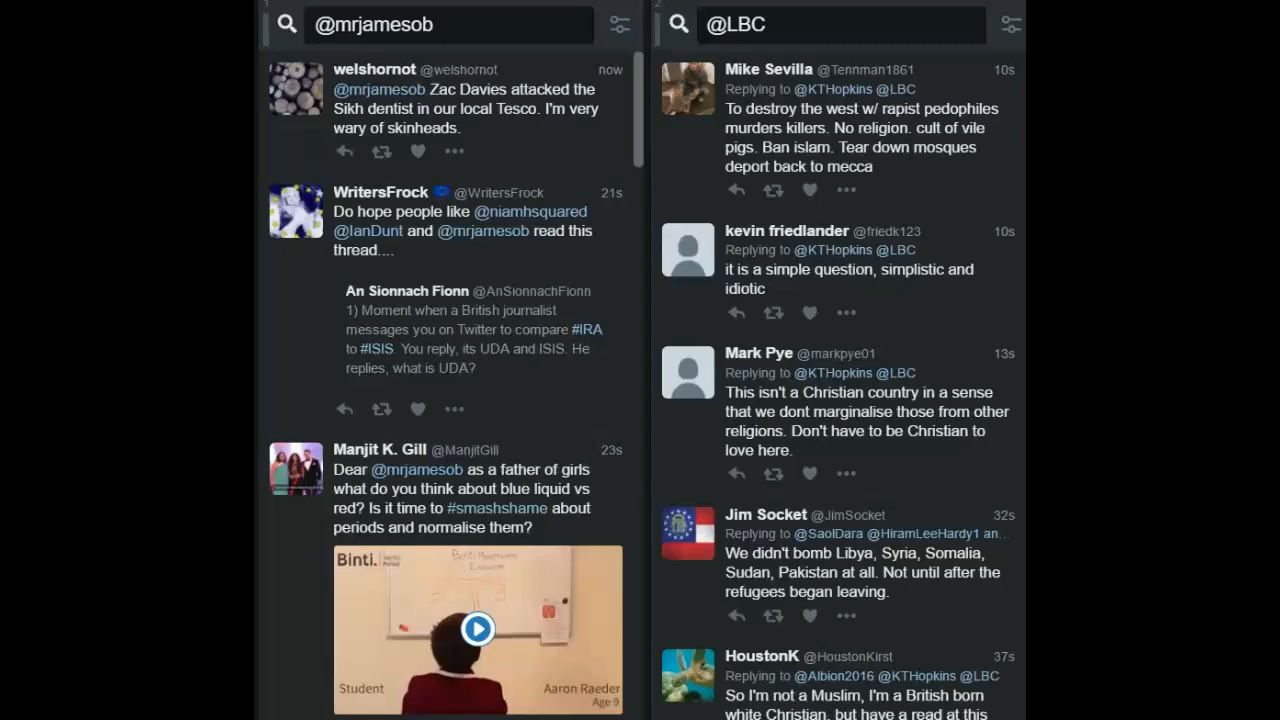 1
@mrjamesob
welshornot @welshornot now
@mrjamesob Zac Davies attacked the
Sikh dentist in our local Tesco. I'm very
wary of skinheads.
WritersFrock @WritersFrock 21s
Do hope people like @niamhsquared
@IanDunt and @mrjamesob read this
thread....
An Sionnach Fionn @AnSionnachFionn
1) Moment when a British journalist
messages you on Twitter to compare #IRA
to #ISIS. You reply, its UDA and ISIS. He
replies, what is UDA?
Manjit K. Gill @ManjitGill 23s
Dear @mrjamesob as a father of girls
what do you think about blue liquid vs
red? Is it time to #smashshame about
periods and normalise them?
Binti.
Student
Aaron Raeder
Age 9
2
@LBC
Mike Sevilla @Tennman1861 10s
Replying to @KTHopkins @LBC
To destroy the west w/ rapist pedophiles
murders killers. No religion. cult of vile
pigs. Ban islam. Tear down mosques
deport back to mecca
kevin friedlander @friedk123 10s
Replying to @KTHopkins @LBC
it is a simple question, simplistic and
idiotic
Mark Pye @markpye01 13s
Replying to @KTHopkins @LBC
This isn't a Christian country in a sense
that we dont marginalise those from other
religions. Don't have to be Christian to
love here.
Jim Socket @JimSocket 32s
Replying to @SaolDara @HiramLeeHardy1 an...
We didn't bomb Libya, Syria, Somalia,
Sudan, Pakistan at all. Not until after the
refugees began leaving.
HoustonK @HoustonKirst 37s
Replying to @Albion2016 @KTHopkins @LBC
So I'm not a Muslim, I'm a British born
white Christian, but have a read at this